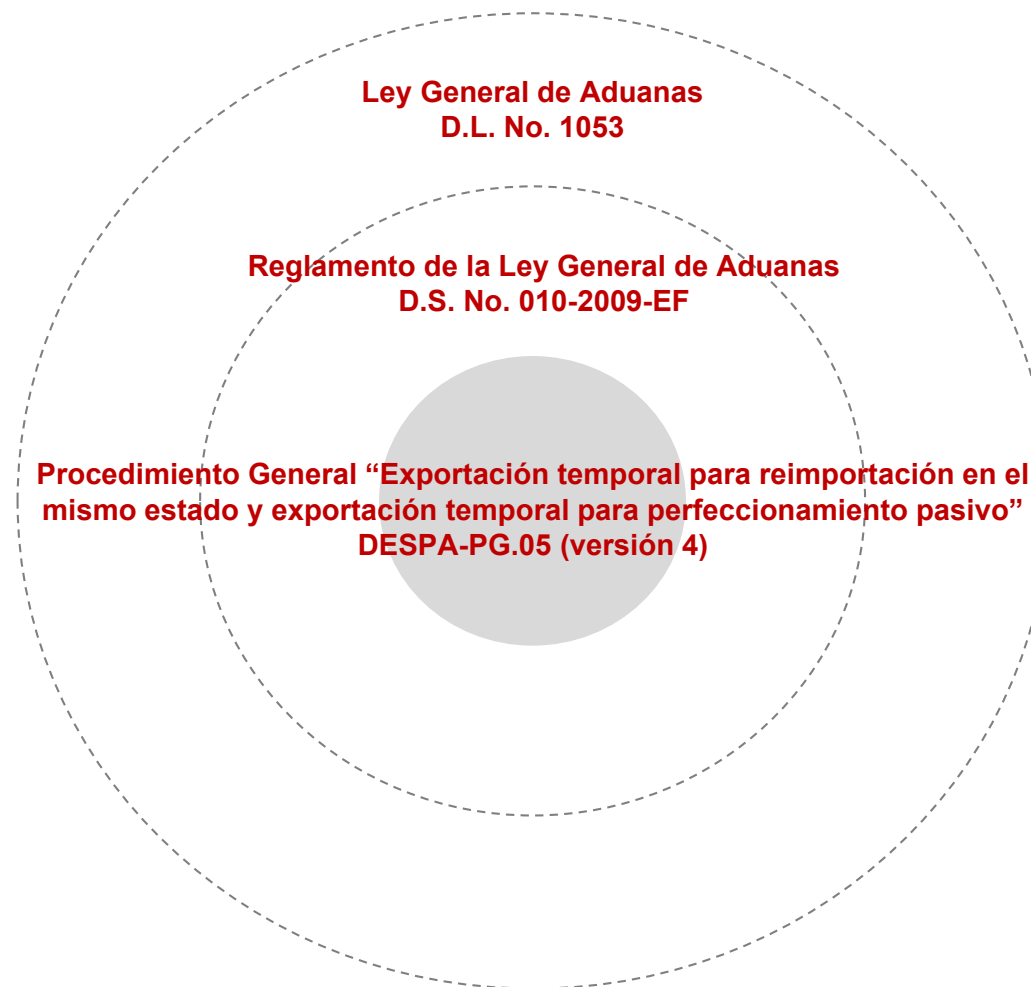 Ley General de Aduanas
D.L. No. 1053
Reglamento de la Ley General de Aduanas
D.S. No. 010-2009-EF
Procedimiento General “Exportación temporal para reimportación en el
mismo estado y exportación temporal para perfeccionamiento pasivo”
DESPA-PG.05 (versión 4)